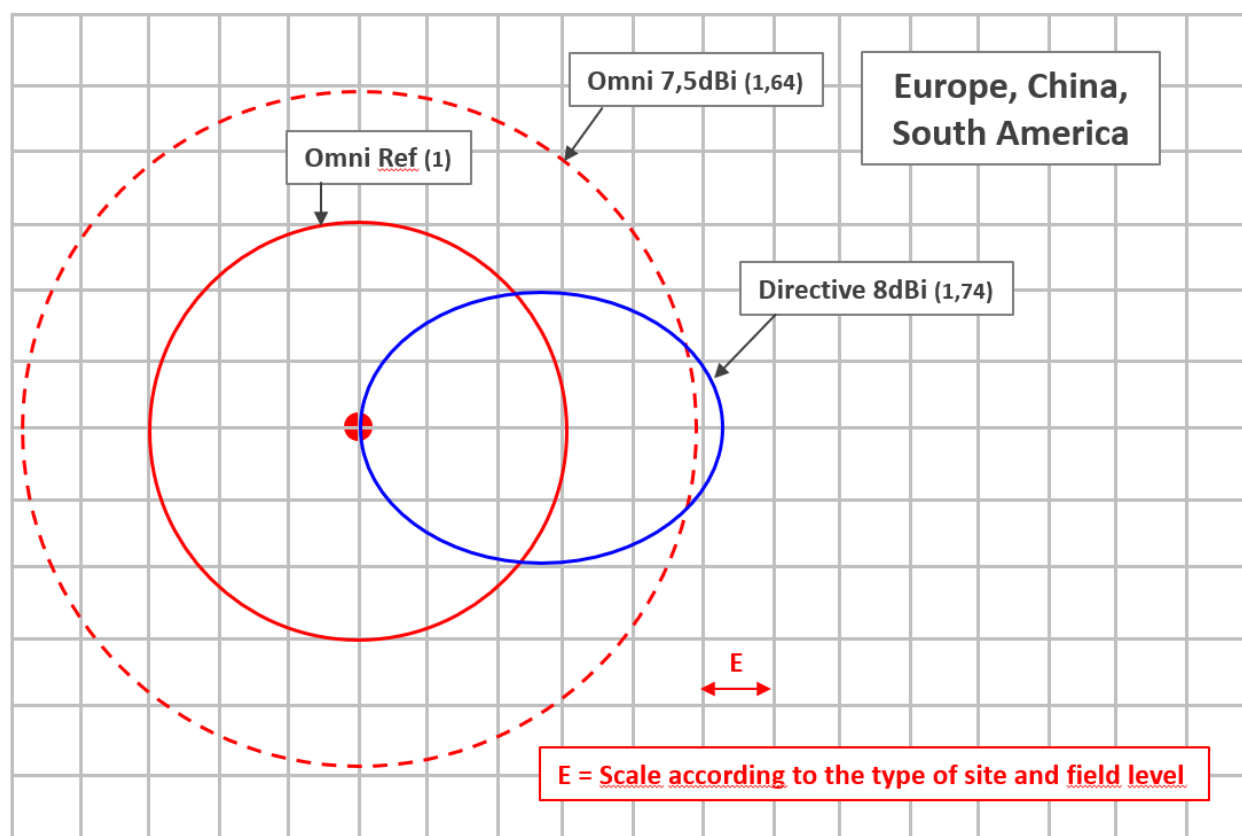 Omni 7,5dBi (1,64)
Europe, China,
South America
Omni Ref (1)
Directive 8dBi (1,74)
E
E = Scale according to the type of site and field level